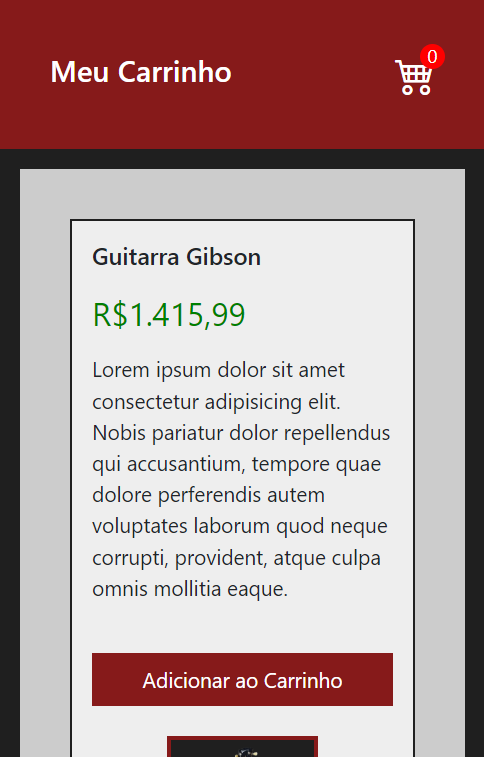 Meu Carrinho
0
Guitarra Gibson
R$1.415,99
Lorem ipsum dolor sit amet
consectetur adipisicing elit.
Nobis pariatur dolor repellendus
qui accusantium, tempore quae
dolore perferendis autem
voluptates laborum quod neque
corrupti, provident, atque culpa
omnis mollitia eaque.
Adicionar ao Carrinho